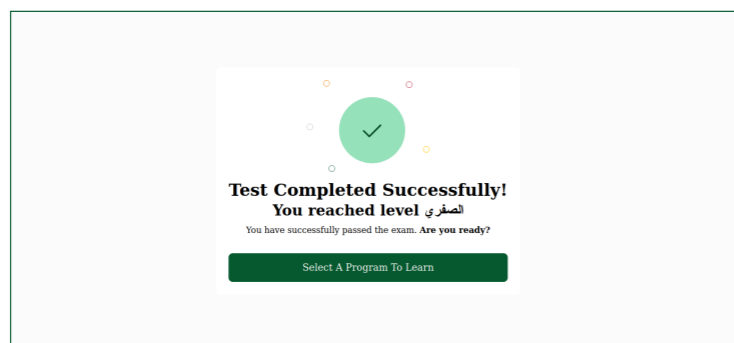 Test Completed Successfully!
You reached level الصفري
You have successfully passed the exam. Are you ready?
Select A Program To Learn